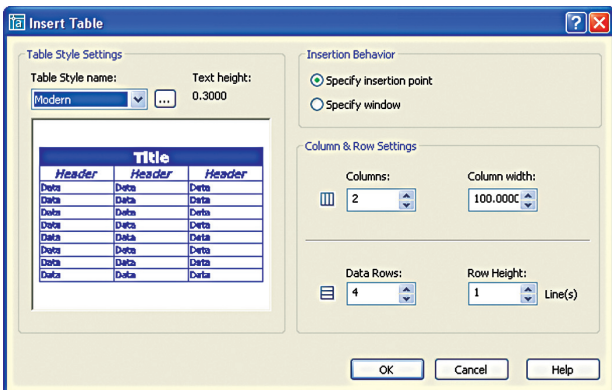 Insert Table
Table Style Settings
Table Style name:
Text height:
Modern
...
0.3000
Title
Header Header Header
Data Data Data
Data Data Data
Data Data Data
Data Data Data
Data Data Data
Data Data Data
Data Data Data
Data Data Data
Insertion Behavior
Specify insertion point
Specify window
Column & Row Settings
Columns:
Column width:
2
100.000
Data Rows:
Row Height:
4
1
Line(s)
OK
Cancel
Help